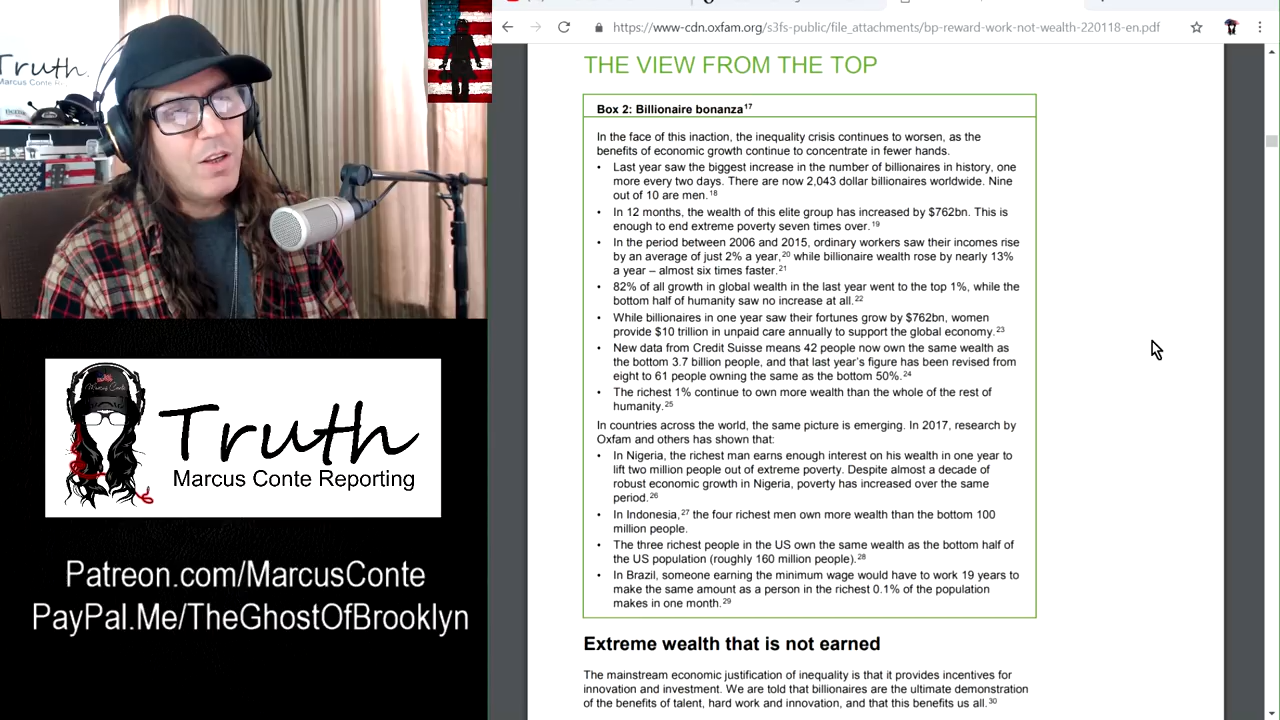 Truth.
Marcus Conte
https://www-cdn.oxfam.org/s3fs-public/file_attachments/bp-reward-work-not-wealth-220118-en.pdf
THE VIEW FROM THE TOP
Box 2: Billionaire bonanza¹⁷
In the face of this inaction, the inequality crisis continues to worsen, as the
benefits of economic growth continue to concentrate in fewer hands.
• Last year saw the biggest increase in the number of billionaires in history, one
more every two days. There are now 2,043 dollar billionaires worldwide. Nine
out of 10 are men.¹⁸
• In 12 months, the wealth of this elite group has increased by $762bn. This is
enough to end extreme poverty seven times over.¹⁹
• In the period between 2006 and 2015, ordinary workers saw their incomes rise
by an average of just 2% a year,²⁰ while billionaire wealth rose by nearly 13%
a year – almost six times faster.²¹
• 82% of all growth in global wealth in the last year went to the top 1%, while the
bottom half of humanity saw no increase at all.²²
• While billionaires in one year saw their fortunes grow by $762bn, women
provide $10 trillion in unpaid care annually to support the global economy.²³
• New data from Credit Suisse means 42 people now own the same wealth as
the bottom 3.7 billion people, and that last year's figure has been revised from
eight to 61 people owning the same as the bottom 50%.²⁴
• The richest 1% continue to own more wealth than the whole of the rest of
humanity.²⁵
In countries across the world, the same picture is emerging. In 2017, research by
Oxfam and others has shown that:
• In Nigeria, the richest man earns enough interest on his wealth in one year to
lift two million people out of extreme poverty. Despite almost a decade of
robust economic growth in Nigeria, poverty has increased over the same
period.²⁶
• In Indonesia,²⁷ the four richest men own more wealth than the bottom 100
million people.
• The three richest people in the US own the same wealth as the bottom half of
the US population (roughly 160 million people).²⁸
• In Brazil, someone earning the minimum wage would have to work 19 years to
make the same amount as a person in the richest 0.1% of the population
makes in one month.²⁹
Extreme wealth that is not earned
The mainstream economic justification of inequality is that it provides incentives for
innovation and investment. We are told that billionaires are the ultimate demonstration
of the benefits of talent, hard work and innovation, and that this benefits us all.³⁰
Truth
Marcus Conte Reporting
Patreon.com/MarcusConte
PayPal.Me/TheGhostOfBrooklyn